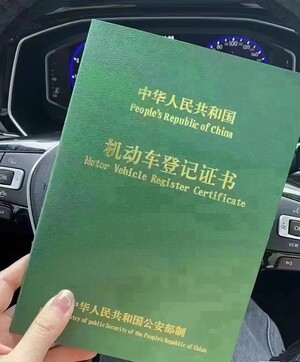 中华人民共和国
People's Republic of China
机动车登记证书
Motor Vehicle Register Certificate
中华人民共和国公安部制
istry of public Security of the People's Republic of China